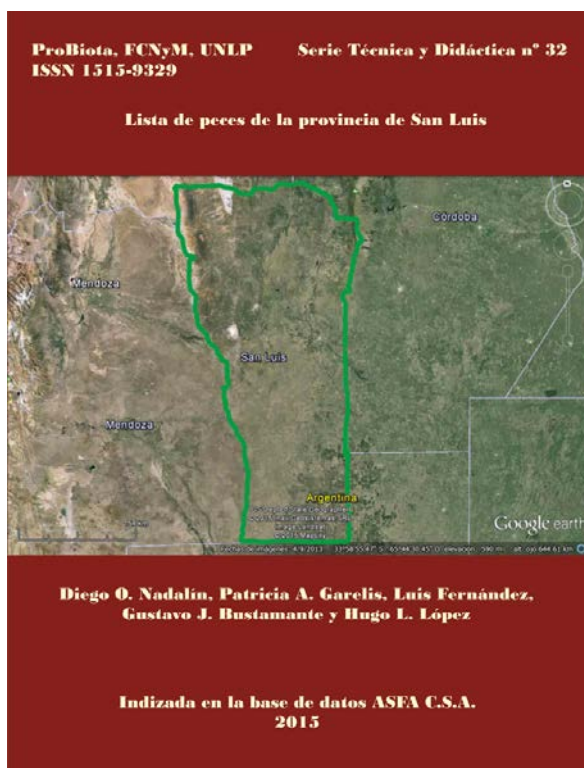 ProBiota, FCNyM, UNLP Serie Técnica y Didáctica nº 32
ISSN 1515-9329
Lista de peces de la provincia de San Luis
Córdoba
Mendoza
San Luis
Mendoza
Argentina
Google earth
Diego O. Nadalín, Patricia A. Garelis, Luis Fernández,
Gustavo J. Bustamante y Hugo L. López
Indizada en la base de datos ASFA C.S.A.
2015